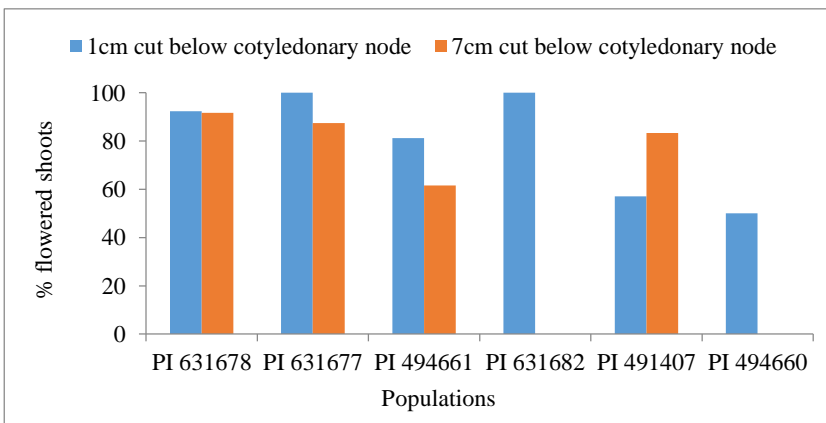 1cm cut below cotyledonary node 7cm cut below cotyledonary node
100
80
60
40
20
0
% flowered shoots
PI 631678 PI 631677 PI 494661 PI 631682 PI 491407 PI 494660
Populations